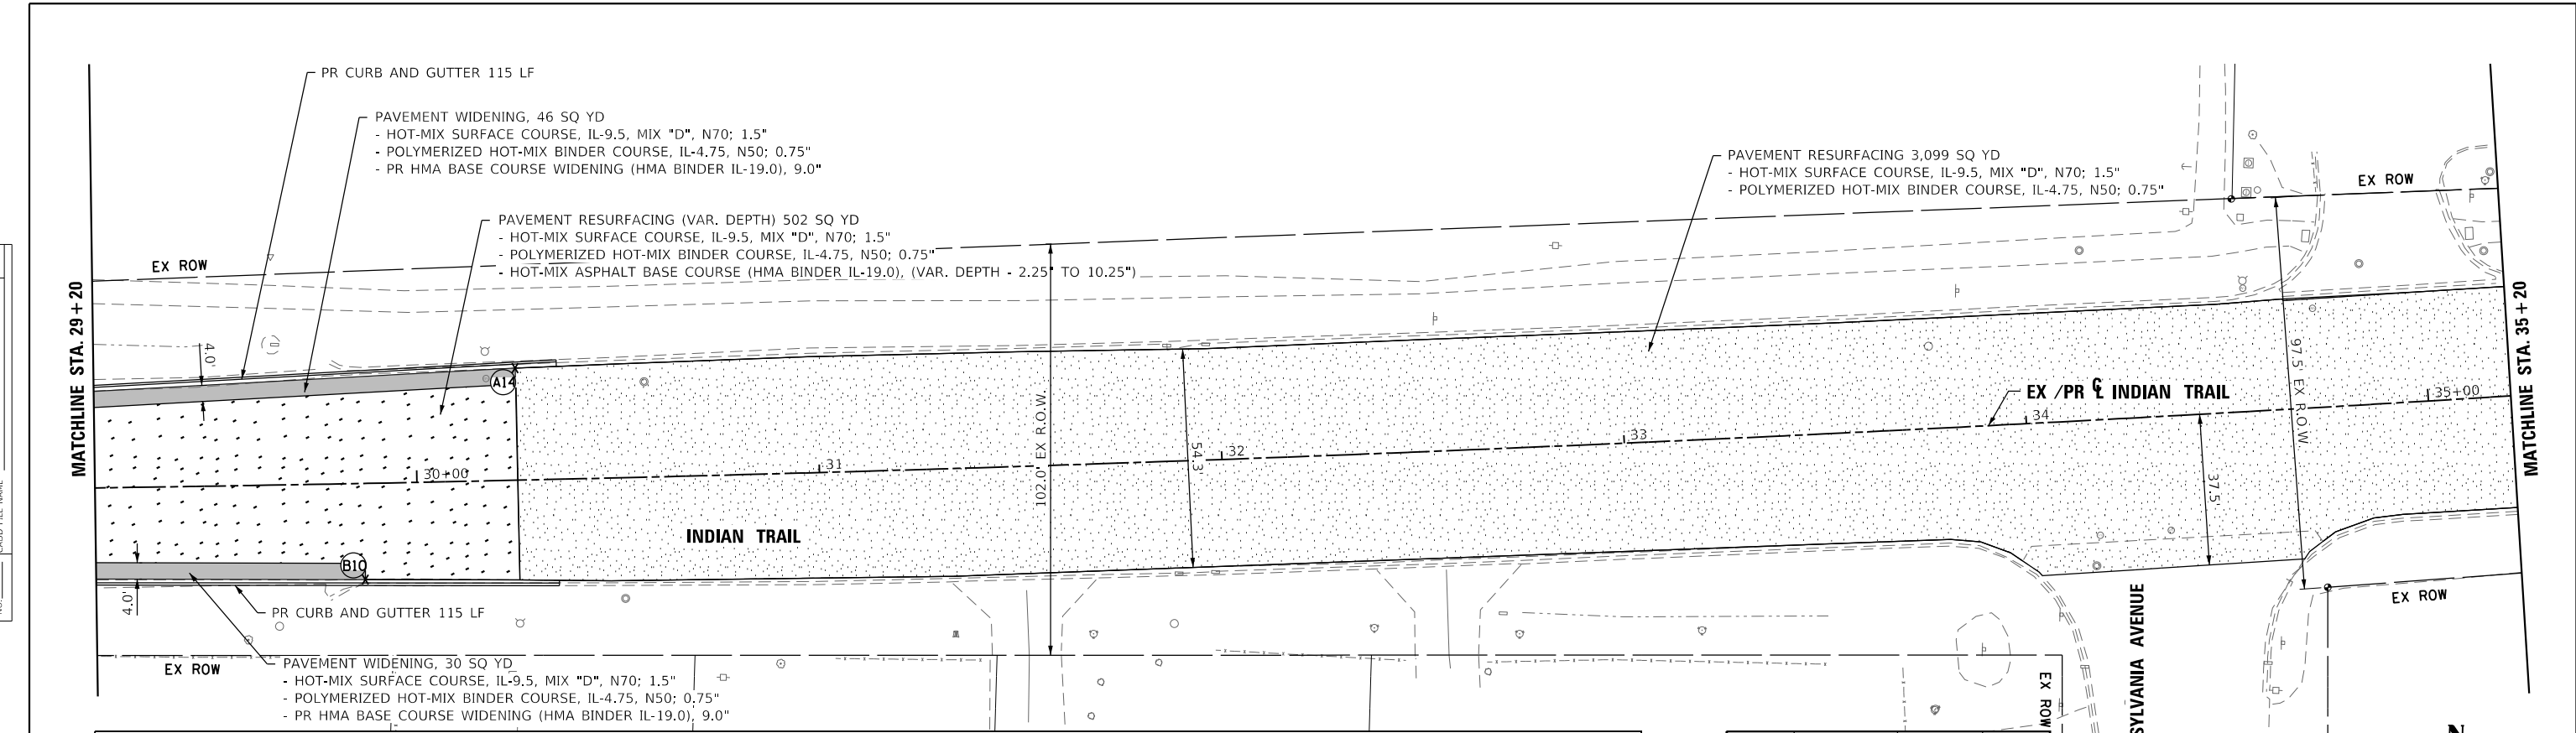 PR CURB AND GUTTER 115 LF
PAVEMENT WIDENING, 46 SQ YD
- HOT-MIX SURFACE COURSE, IL-9.5, MIX "D", N70; 1.5"
- POLYMERIZED HOT-MIX BINDER COURSE, IL-4.75, N50; 0.75"
- PR HMA BASE COURSE WIDENING (HMA BINDER IL-19.0), 9.0"
PAVEMENT RESURFACING (VAR. DEPTH) 502 SQ YD
- HOT-MIX SURFACE COURSE, IL-9.5, MIX "D", N70; 1.5"
- POLYMERIZED HOT-MIX BINDER COURSE, IL-4.75, N50; 0.75"
- HOT-MIX ASPHALT BASE COURSE (HMA BINDER IL-19.0), (VAR. DEPTH - 2.25" TO 10.25")
PAVEMENT RESURFACING 3,099 SQ YD
- HOT-MIX SURFACE COURSE, IL-9.5, MIX "D", N70; 1.5"
- POLYMERIZED HOT-MIX BINDER COURSE, IL-4.75, N50; 0.75"
EX ROW
EX ROW
MATCHLINE STA. 29+20
MATCHLINE STA. 35+20
4.0'
A14
102.0' EX R.O.W.
54.3'
97.5' EX R.O.W.
37.5'
EX /PR ℄ INDIAN TRAIL
30+00
31
32
33
34
35+00
INDIAN TRAIL
B10
4.0'
PR CURB AND GUTTER 115 LF
EX ROW
PAVEMENT WIDENING, 30 SQ YD
- HOT-MIX SURFACE COURSE, IL-9.5, MIX "D", N70; 1.5"
- POLYMERIZED HOT-MIX BINDER COURSE, IL-4.75, N50; 0.75"
- PR HMA BASE COURSE WIDENING (HMA BINDER IL-19.0), 9.0"
EX ROW
EX ROW
SYLVANIA AVENUE
N